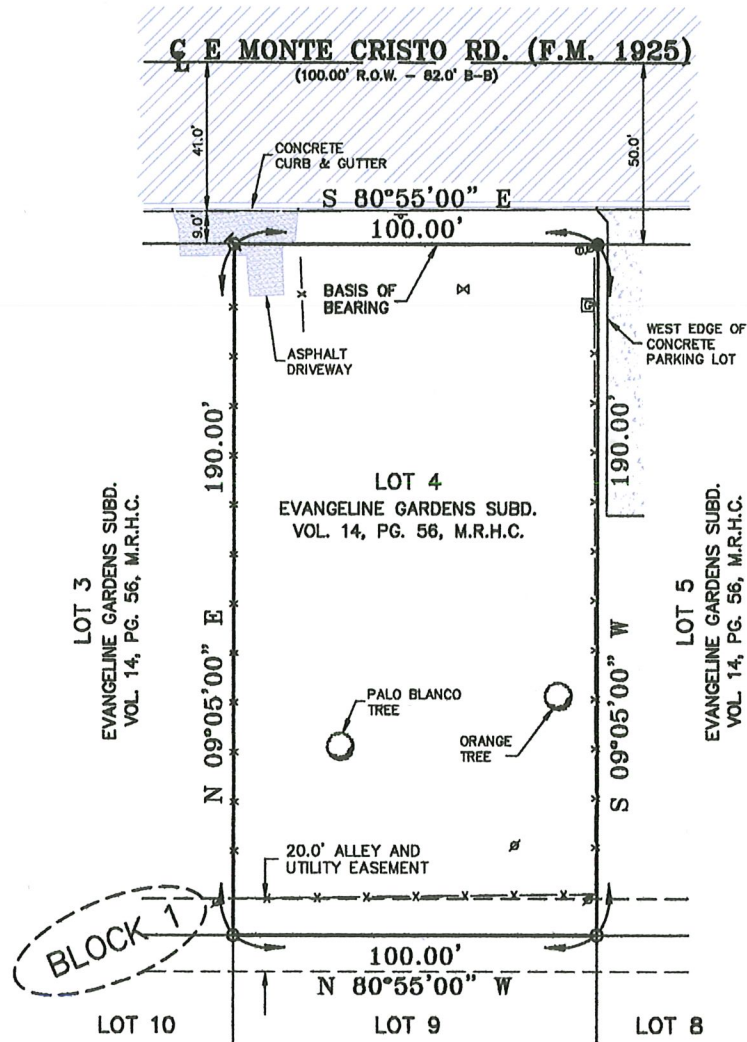 ℄ E MONTE CRISTO RD. (F.M. 1925)
(100.00' R.O.W. - 82.0' B-B)
41.0'
50.0'
CONCRETE
CURB & GUTTER
S 80°55'00" E
9.0'
100.00'
BASIS OF
BEARING
G
ASPHALT
DRIVEWAY
WEST EDGE OF
CONCRETE
PARKING LOT
190.00'
190.00'
LOT 4
EVANGELINE GARDENS SUBD.
VOL. 14, PG. 56, M.R.H.C.
LOT 3
EVANGELINE GARDENS SUBD.
VOL. 14, PG. 56, M.R.H.C.
LOT 5
EVANGELINE GARDENS SUBD.
VOL. 14, PG. 56, M.R.H.C.
N 09°05'00" E
S 09°05'00" W
PALO BLANCO
TREE
ORANGE
TREE
20.0' ALLEY AND
UTILITY EASEMENT
BLOCK 1
100.00'
N 80°55'00" W
LOT 10
LOT 9
LOT 8